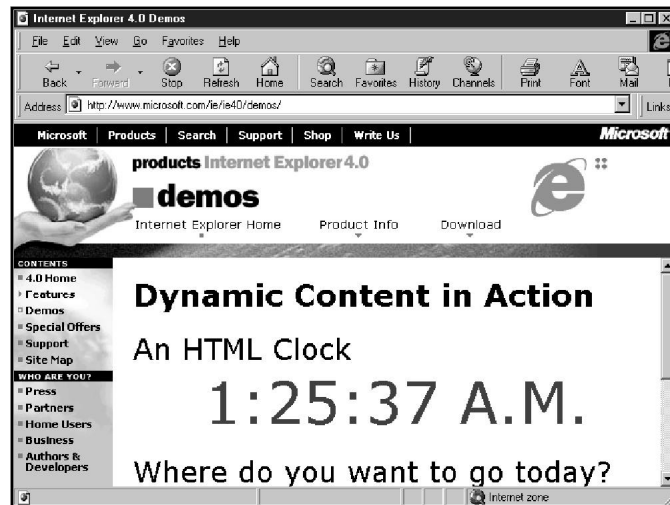 Internet Explorer 4.0 Demos
File Edit View Go Favorites Help
Back Forward Stop Refresh Home Search Favorites History Channels Print Font Mail
Address http://www.microsoft.com/ie/ie40/demos/ Links
Microsoft Products Search Support Shop Write Us Microsoft
products Internet Explorer 4.0
demos
Internet Explorer Home Product Info Download
CONTENTS
4.0 Home
Features
Demos
Special Offers
Support
Site Map
WHO ARE YOU?
Press
Partners
Home Users
Business
Authors &
Developers
Dynamic Content in Action
An HTML Clock
1:25:37 A.M.
Where do you want to go today?
Internet zone